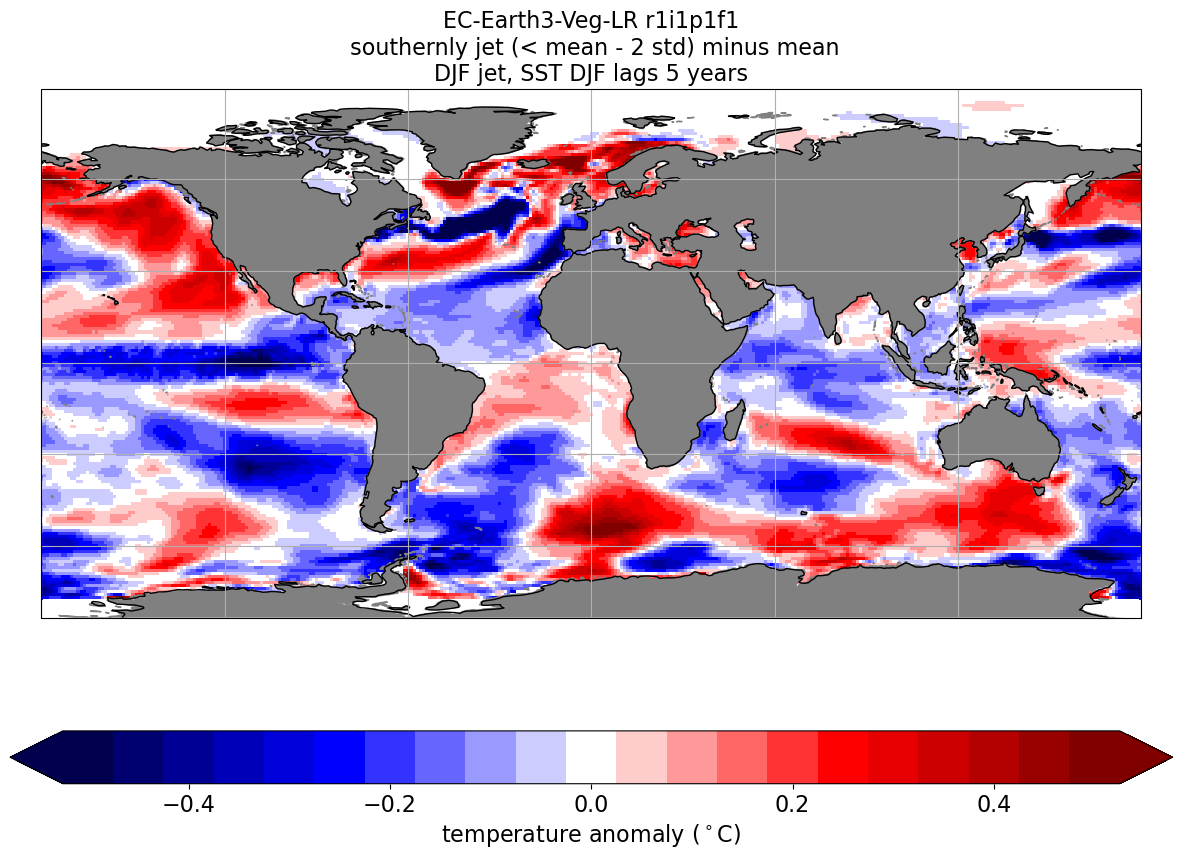 EC-Earth3-Veg-LR r1i1p1f1
southernly jet (< mean - 2 std) minus mean
DJF jet, SST DJF lags 5 years
−0.4 −0.2 0.0 0.2 0.4
temperature anomaly (°C)